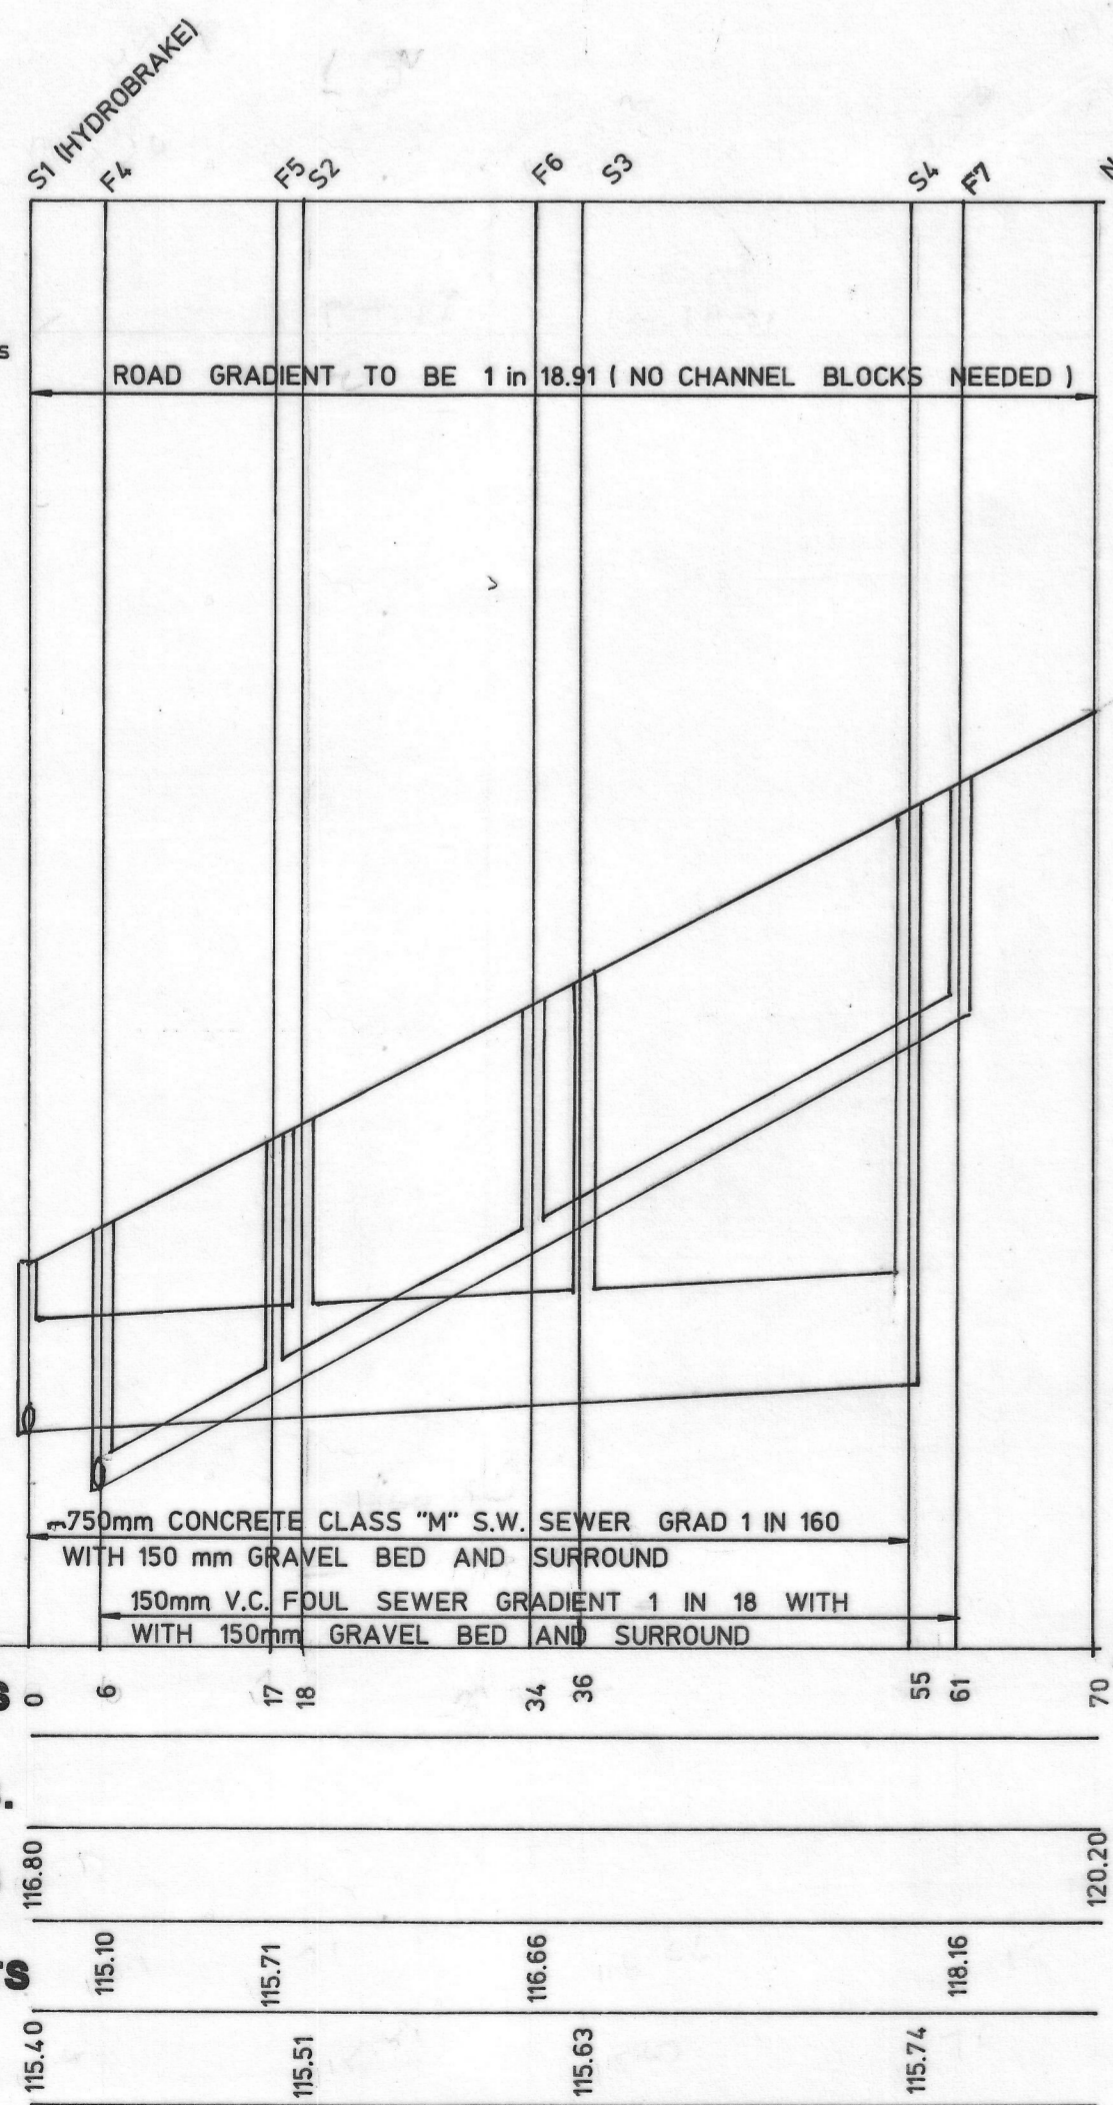 S1 (HYDROBRAKE)
F4
F5
S2
F6
S3
S4
F7
N
s
ROAD GRADIENT TO BE 1 in 18.91 ( NO CHANNEL BLOCKS NEEDED )
750mm CONCRETE CLASS "M" S.W. SEWER GRAD 1 IN 160
WITH 150 mm GRAVEL BED AND SURROUND
150mm V.C. FOUL SEWER GRADIENT 1 IN 18 WITH
WITH 150mm GRAVEL BED AND SURROUND
S
0
6
17
18
34
36
55
61
70
116.80
120.20
S
115.10
115.71
116.66
118.16
115.40
115.51
115.63
115.74